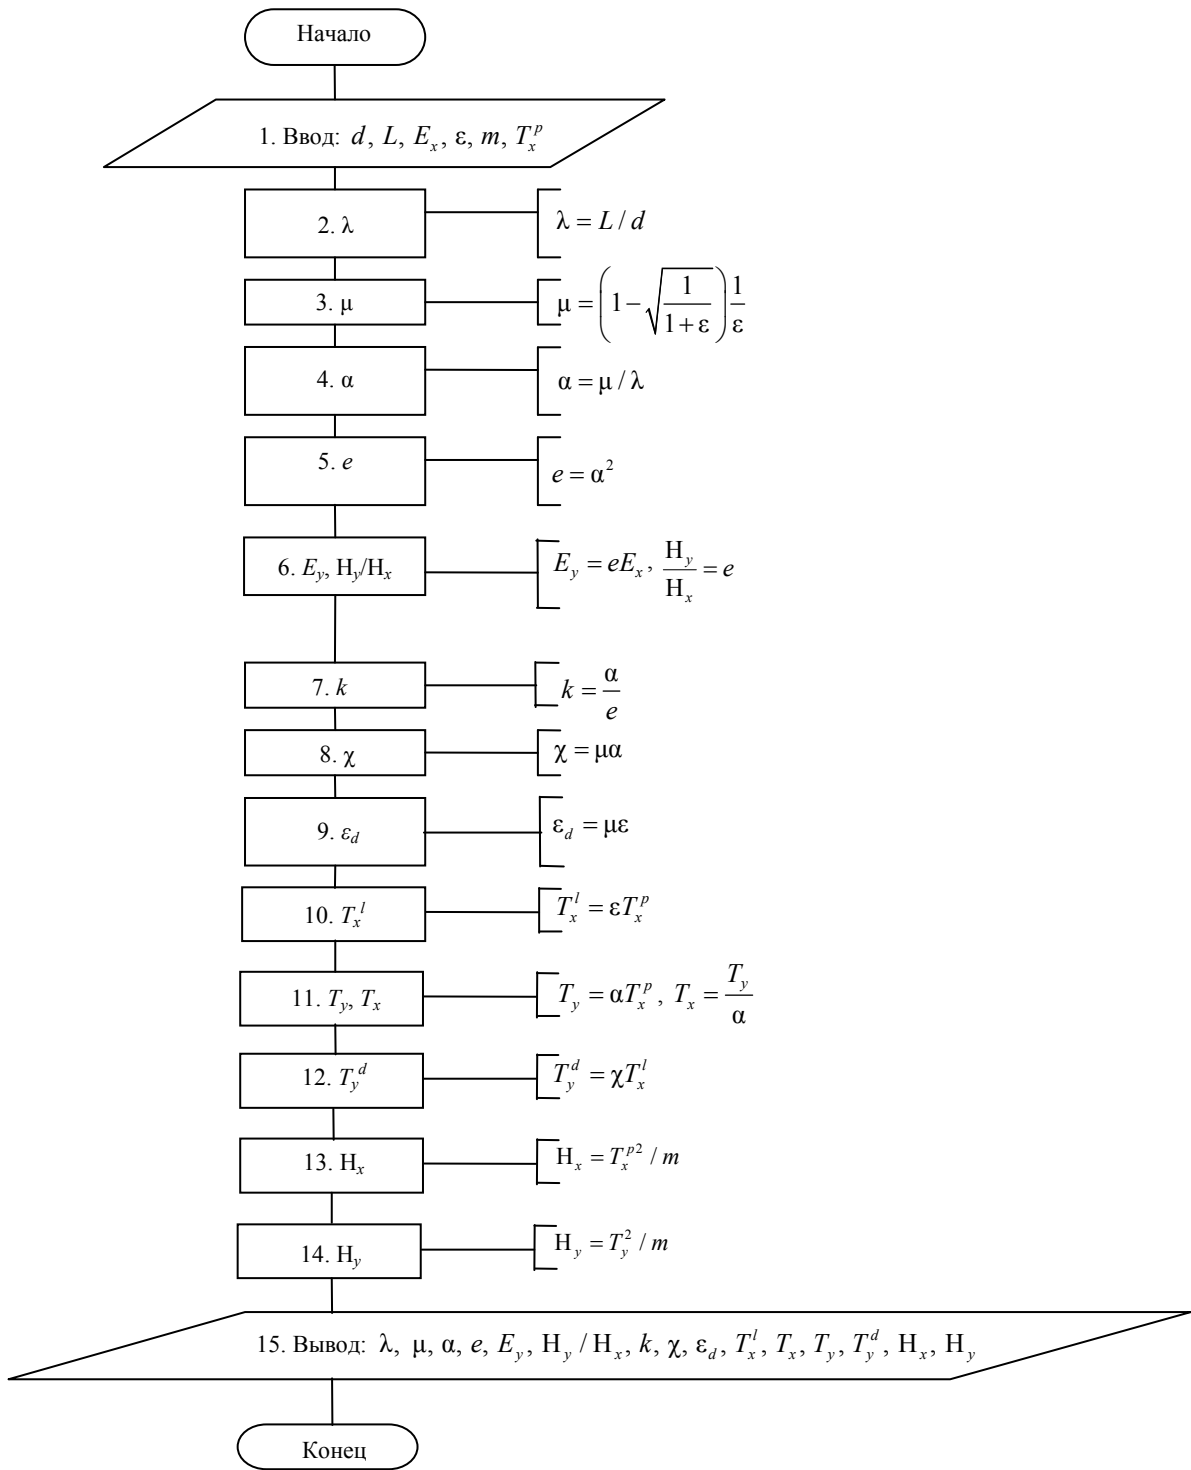 Начало
1. Ввод: d, L, E_x, ε, m, T_x^p
2. λ
λ = L / d
3. μ
μ = (1 − √(1/(1 + ε))) 1/ε
4. α
α = μ / λ
5. e
e = α²
6. E_y, H_y/H_x
E_y = eE_x, H_y/H_x = e
7. k
k = α/e
8. χ
χ = μα
9. ε_d
ε_d = με
10. T_x^l
T_x^l = εT_x^p
11. T_y, T_x
T_y = αT_x^p, T_x = T_y/α
12. T_y^d
T_y^d = χT_x^l
13. H_x
H_x = T_x^{p2} / m
14. H_y
H_y = T_y^2 / m
15. Вывод: λ, μ, α, e, E_y, H_y / H_x, k, χ, ε_d, T_x^l, T_x, T_y, T_y^d, H_x, H_y
Конец